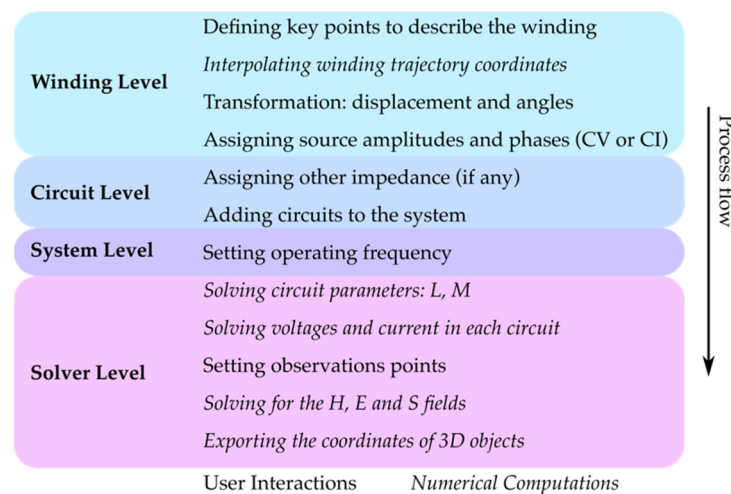 Winding Level
Defining key points to describe the winding
Interpolating winding trajectory coordinates
Transformation: displacement and angles
Assigning source amplitudes and phases (CV or CI)
Circuit Level
Assigning other impedance (if any)
Adding circuits to the system
System Level
Setting operating frequency
Solver Level
Solving circuit parameters: L, M
Solving voltages and current in each circuit
Setting observations points
Solving for the H, E and S fields
Exporting the coordinates of 3D objects
Process flow
User Interactions
Numerical Computations